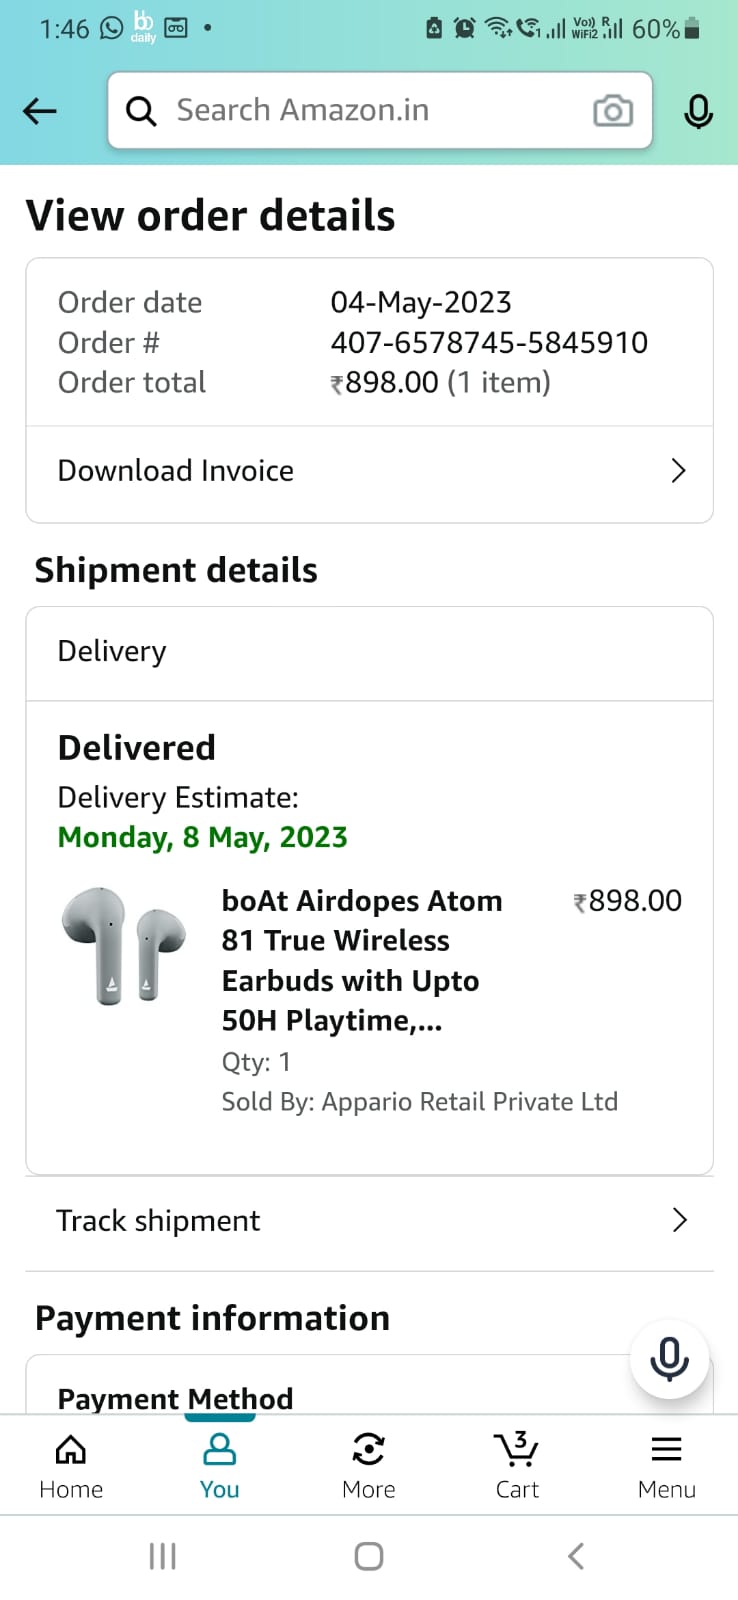 1:46 bb daily Vo)) WiFi2 R 60%
Search Amazon.in
View order details
Order date 04-May-2023
Order # 407-6578745-5845910
Order total ₹898.00 (1 item)
Download Invoice
Shipment details
Delivery
Delivered
Delivery Estimate:
Monday, 8 May, 2023
boAt Airdopes Atom ₹898.00
81 True Wireless
Earbuds with Upto
50H Playtime,...
Qty: 1
Sold By: Appario Retail Private Ltd
Track shipment
Payment information
Payment Method
3
Home You More Cart Menu